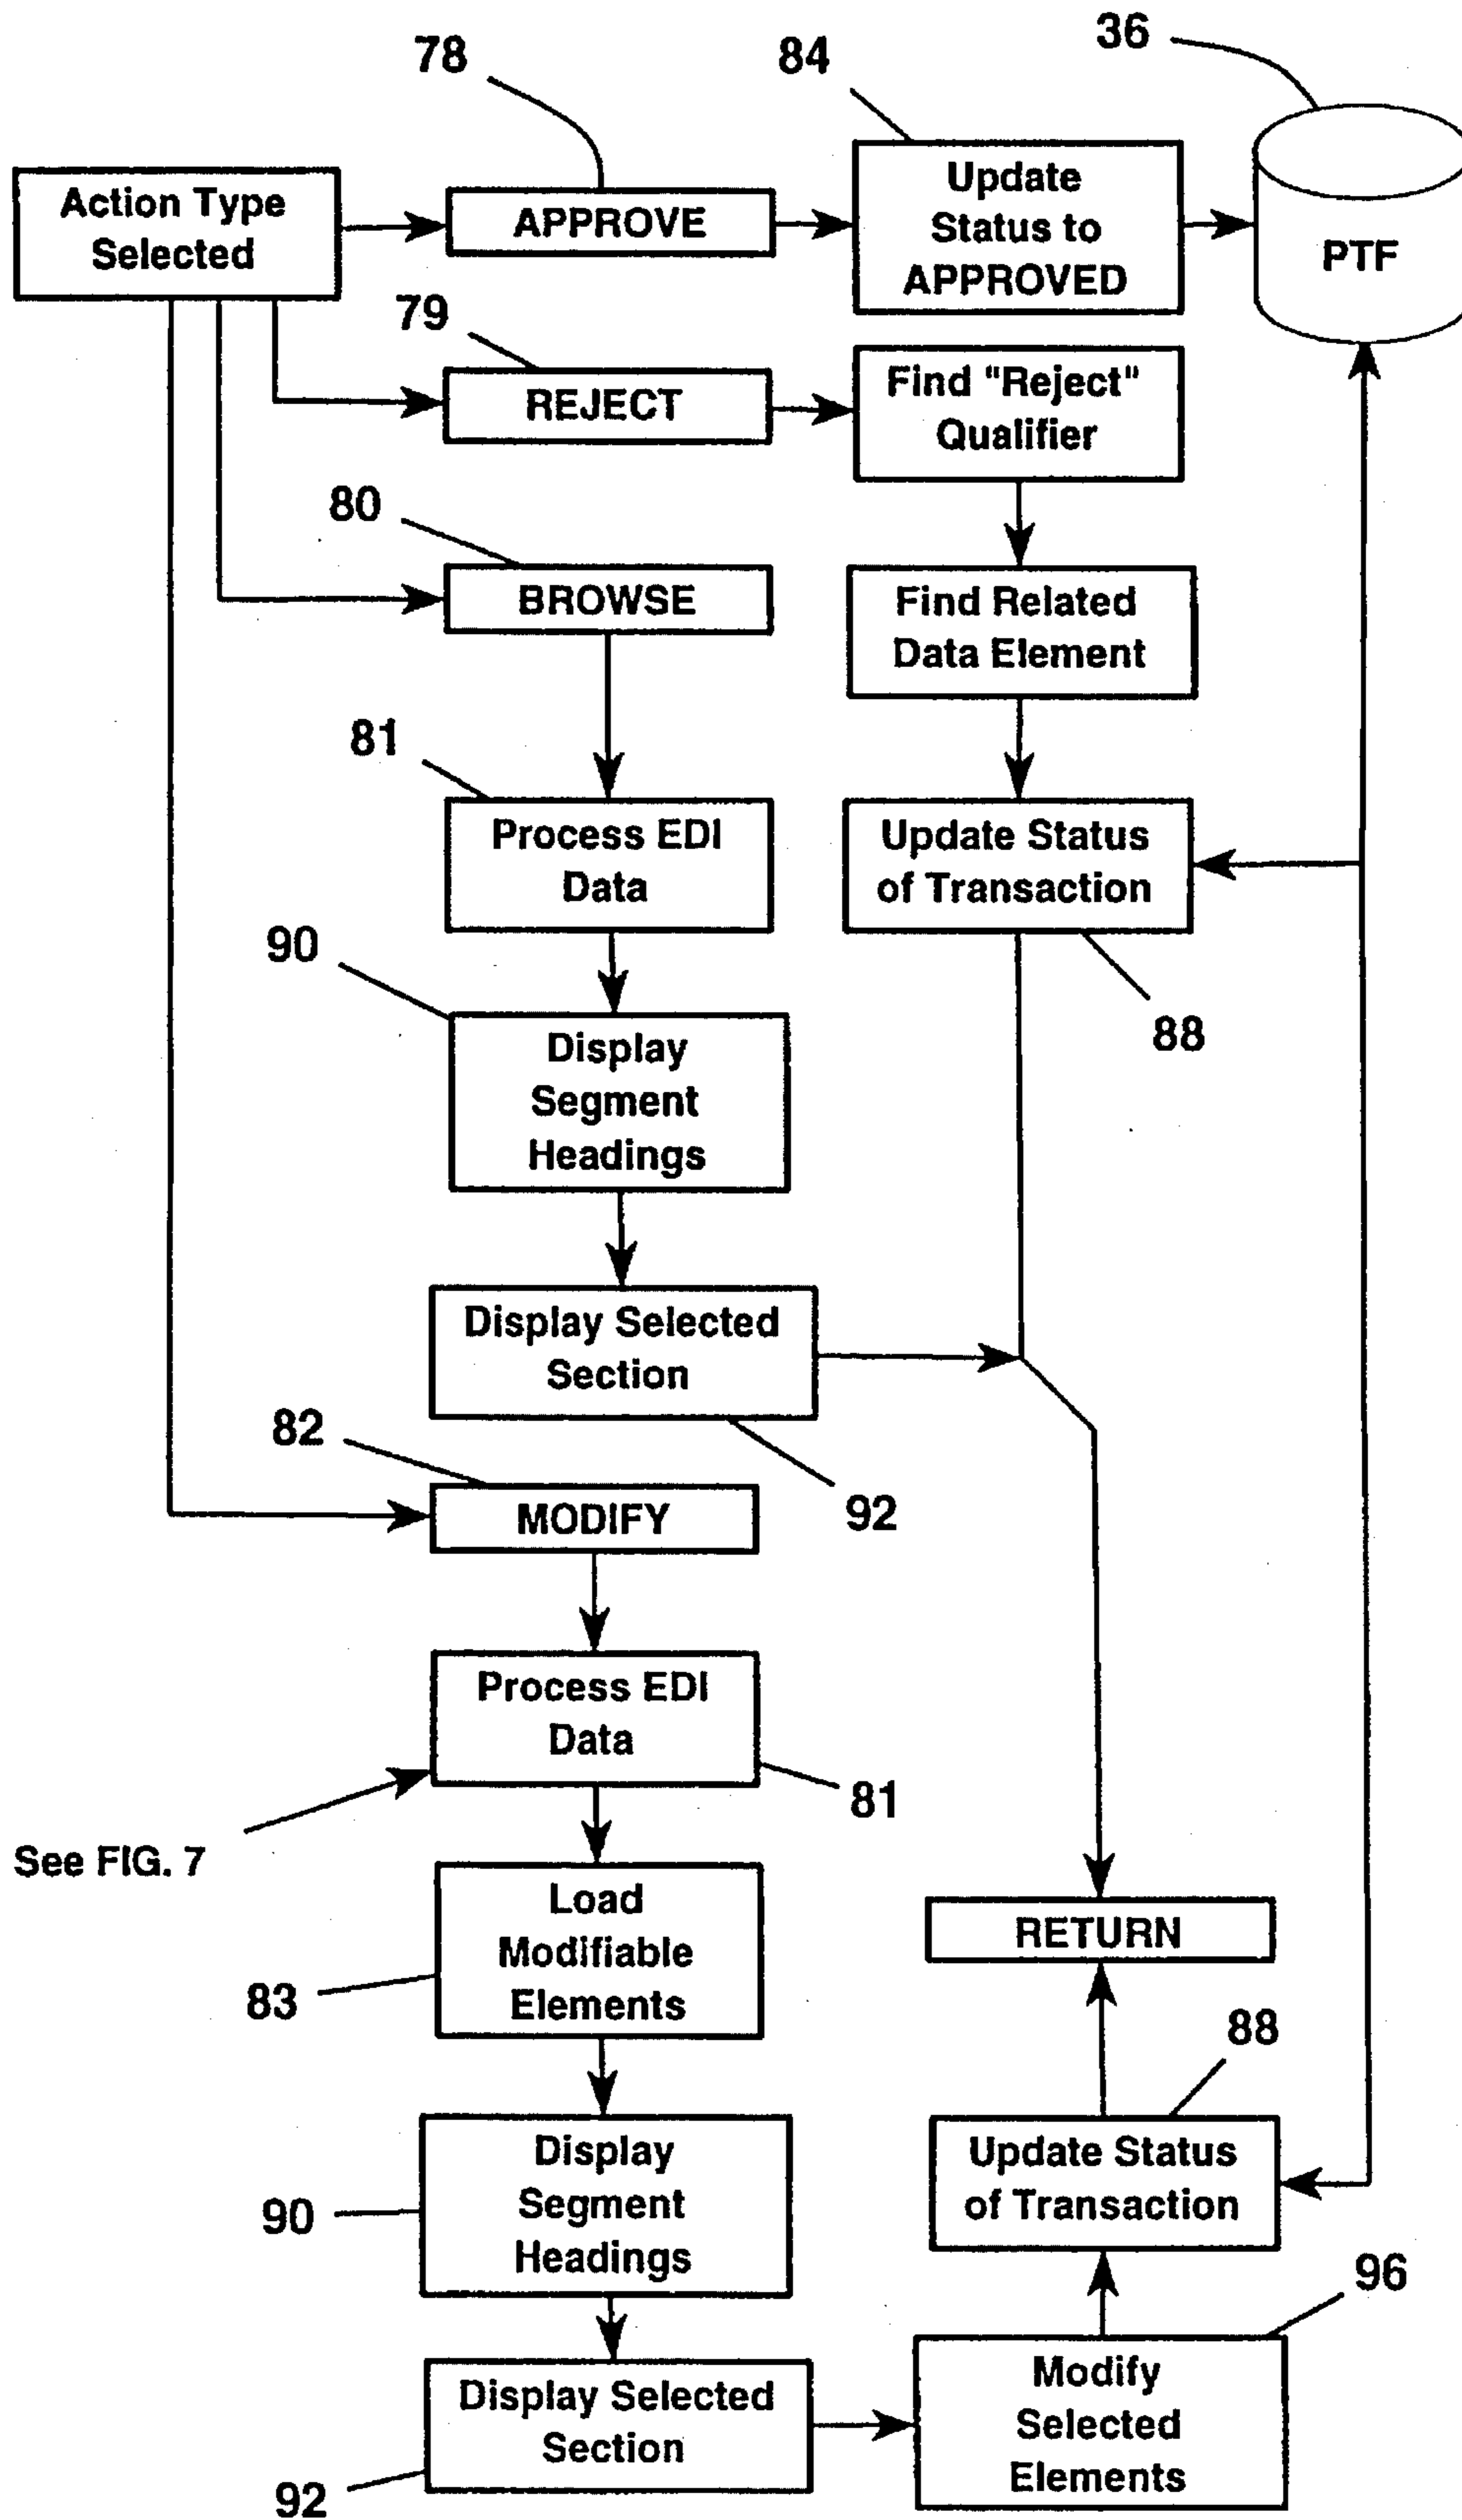 36
78
84
Action Type
Selected
APPROVE
Update
Status to
APPROVED
PTF
79
REJECT
Find "Reject"
Qualifier
80
BROWSE
Find Related
Data Element
81
Process EDI
Data
Update Status
of Transaction
90
88
Display
Segment
Headings
Display Selected
Section
82
92
MODIFY
Process EDI
Data
81
See FIG. 7
Load
Modifiable
Elements
RETURN
83
88
Display
Segment
Headings
Update Status
of Transaction
90
96
Display Selected
Section
Modify
Selected
Elements
92